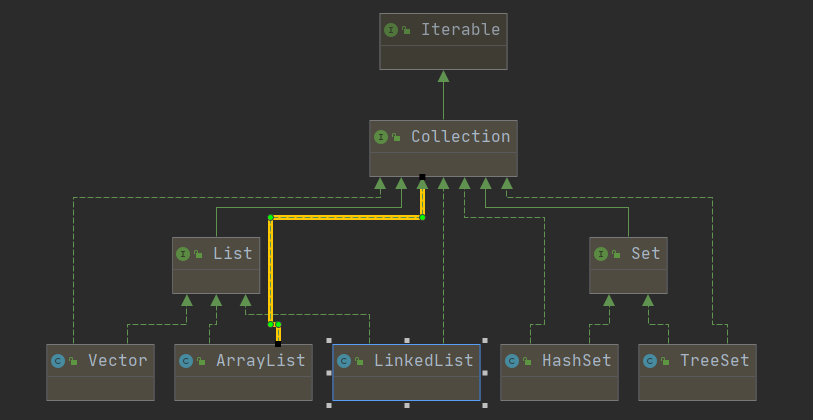 I Iterable
I Collection
I List
I Set
C Vector
C ArrayList
C LinkedList
C HashSet
C TreeSet